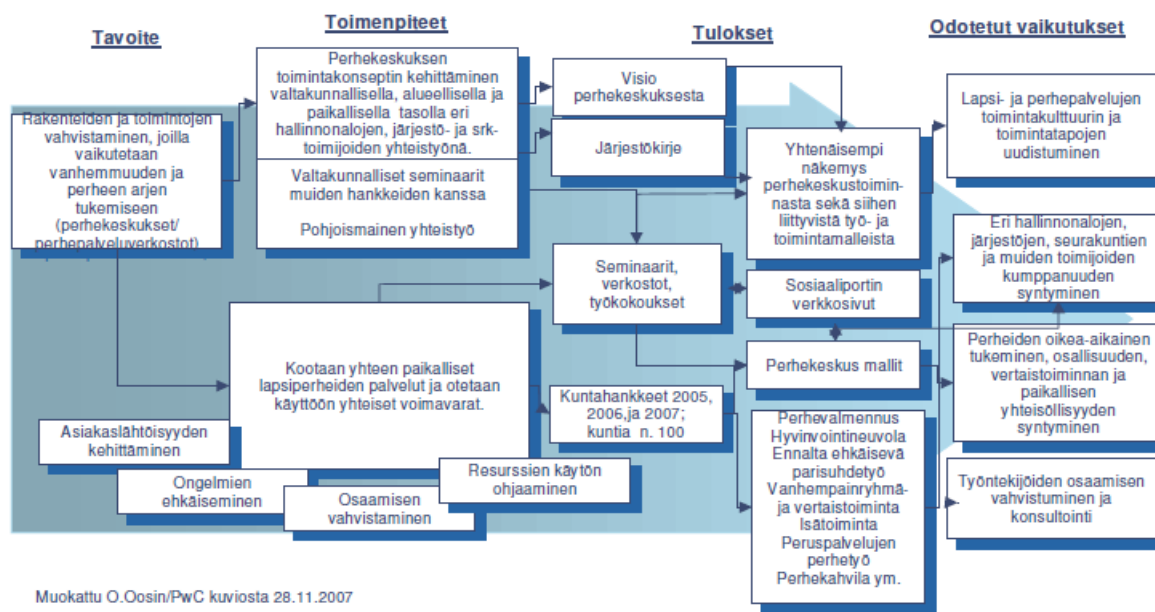 Tavoite
Toimenpiteet
Tulokset
Odotetut vaikutukset
Rakenteiden ja toimintojen
vahvistaminen, joilla
vaikutetaan
vanhemmuuden ja
perheen arjen
tukemiseen
(perhekeskukset/
perhepalveluverkostot)
Perhekeskuksen
toimintakonseptin kehittäminen
valtakunnallisella, alueellisella ja
paikallisella tasolla eri
hallinnonalojen, järjestö- ja srk-
toimijoiden yhteistyönä.
Valtakunnalliset seminaarit
muiden hankkeiden kanssa
Pohjoismainen yhteistyö
Kootaan yhteen paikalliset
lapsiperheiden palvelut ja otetaan
käyttöön yhteiset voimavarat.
Asiakaslähtöisyyden
kehittäminen
Ongelmien
ehkäiseminen
Osaamisen
vahvistaminen
Resurssien käytön
ohjaaminen
Visio
perhekeskuksesta
Järjestökirje
Seminaarit,
verkostot,
työkokoukset
Kuntahankkeet 2005,
2006,ja 2007;
kuntia n. 100
Yhtenäisempi
näkemys
perhekeskustoimin-
nasta sekä siihen
liittyvistä työ- ja
toimintamalleista
Sosiaaliportin
verkkosivut
Perhekeskus mallit
Perhevalmennus
Hyvinvointineuvola
Ennalta ehkäisevä
parisuhdetyö
Vanhempainryhmä-
ja vertaistoiminta
Isätoiminta
Peruspalvelujen
perhetyö
Perhekahvila ym.
Lapsi- ja perhepalvelujen
toimintakulttuurin ja
toimintatapojen
uudistuminen
Eri hallinnonalojen,
järjestöjen, seurakuntien
ja muiden toimijoiden
kumppanuuden
syntyminen
Perheiden oikea-aikainen
tukeminen, osallisuuden,
vertaistoiminnan ja
paikallisen
yhteisöllisyyden
syntyminen
Työntekijöiden osaamisen
vahvistuminen ja
konsultointi
Muokattu O.Oosin/PwC kuviosta 28.11.2007